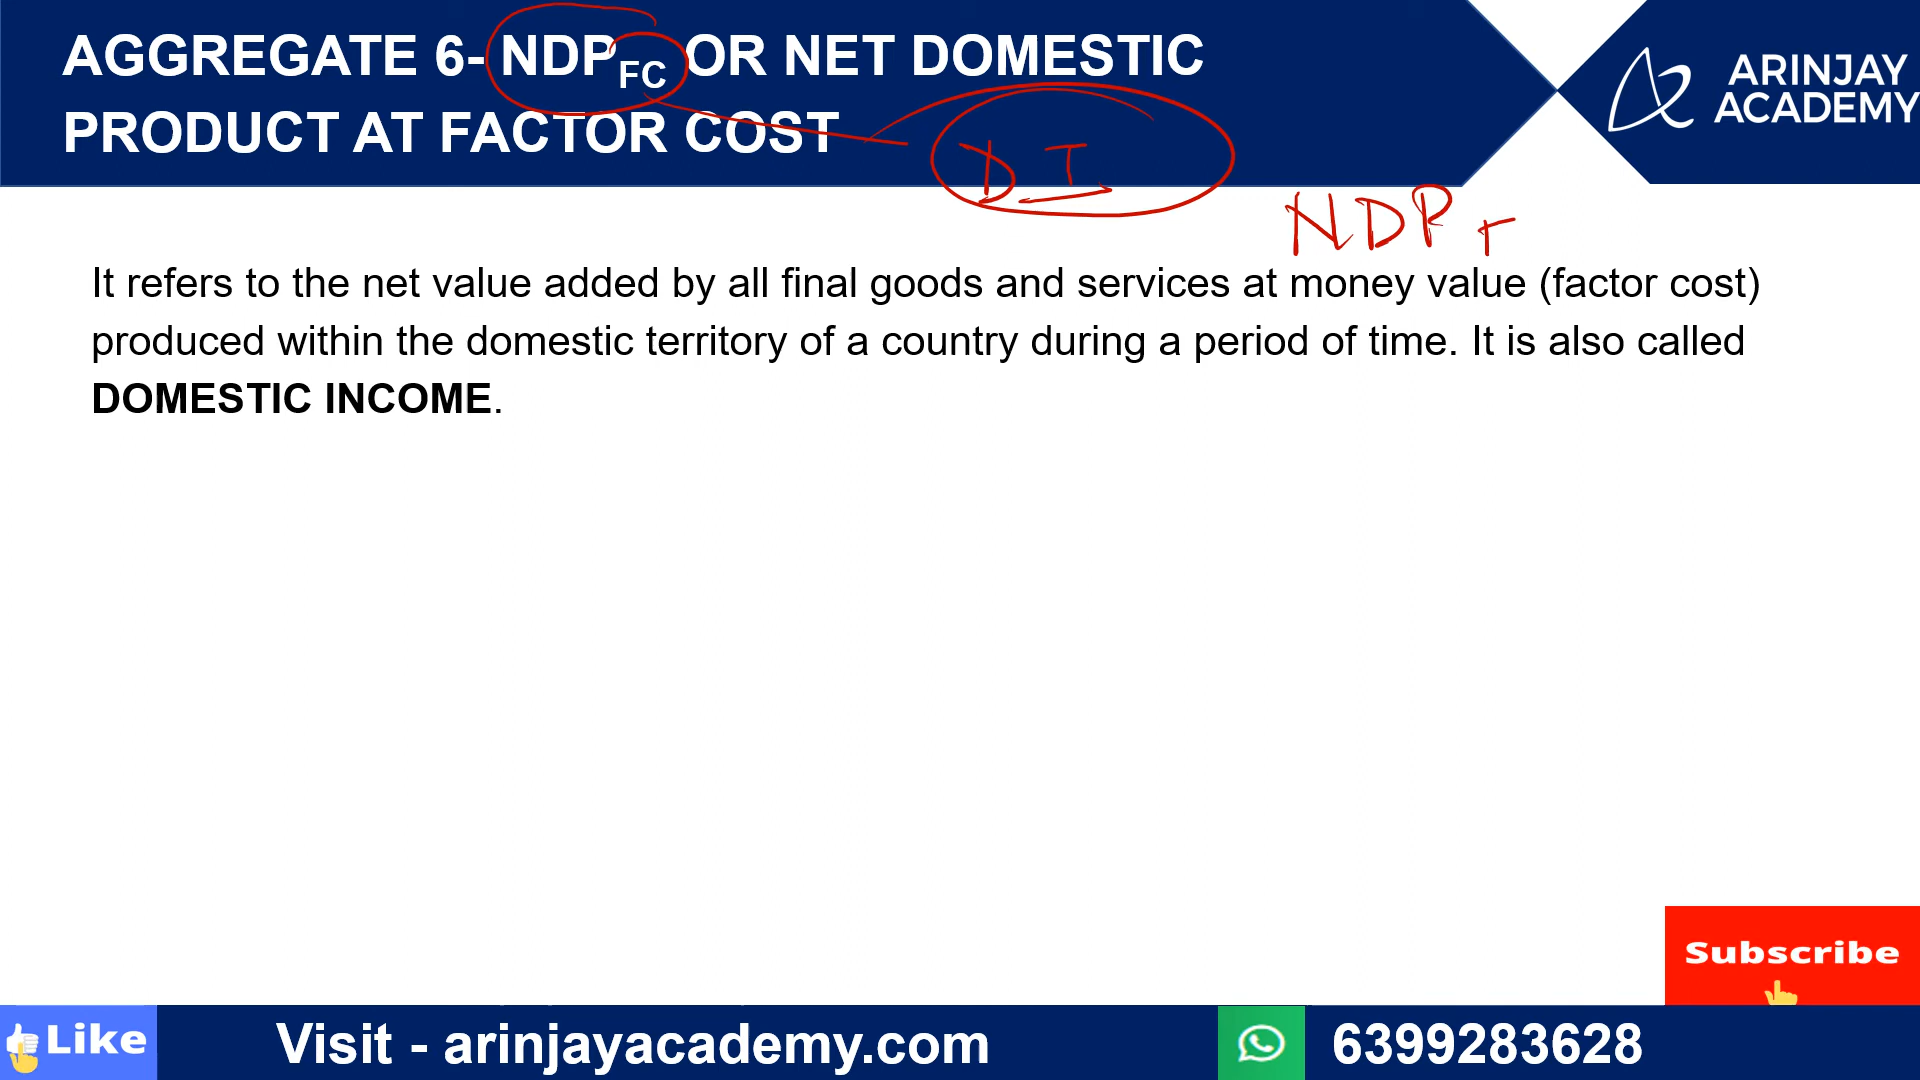 AGGREGATE 6- NDPFC OR NET DOMESTIC
PRODUCT AT FACTOR COST
ARINJAY
ACADEMY
D I
NDP
It refers to the net value added by all final goods and services at money value (factor cost)
produced within the domestic territory of a country during a period of time. It is also called
DOMESTIC INCOME.
Subscribe
Like
Visit - arinjayacademy.com
6399283628